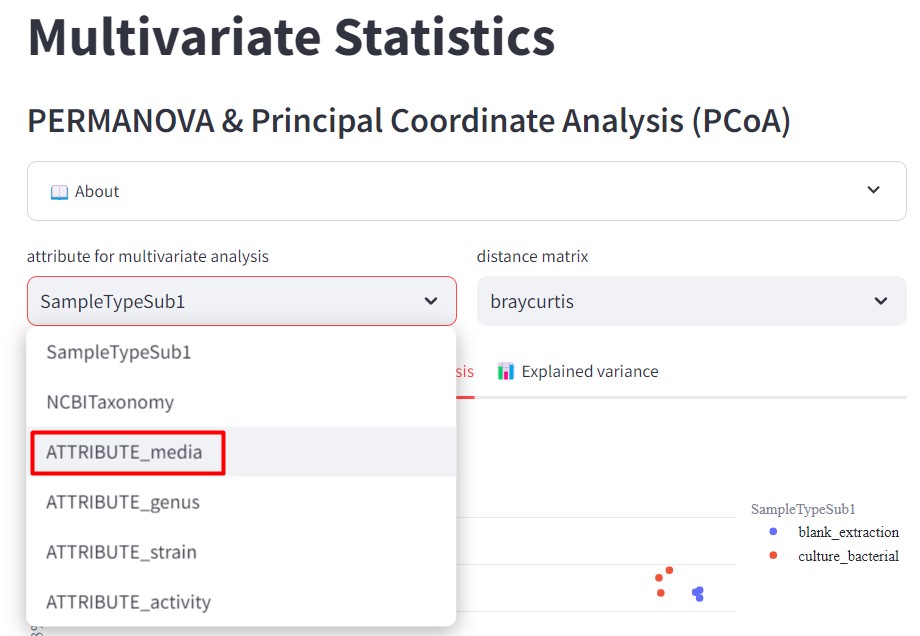 Multivariate Statistics
PERMANOVA & Principal Coordinate Analysis (PCoA)
About
attribute for multivariate analysis
distance matrix
SampleTypeSub1
braycurtis
SampleTypeSub1
NCBITaxonomy
ATTRIBUTE_media
ATTRIBUTE_genus
ATTRIBUTE_strain
ATTRIBUTE_activity
sis
Explained variance
SampleTypeSub1
blank_extraction
culture_bacterial